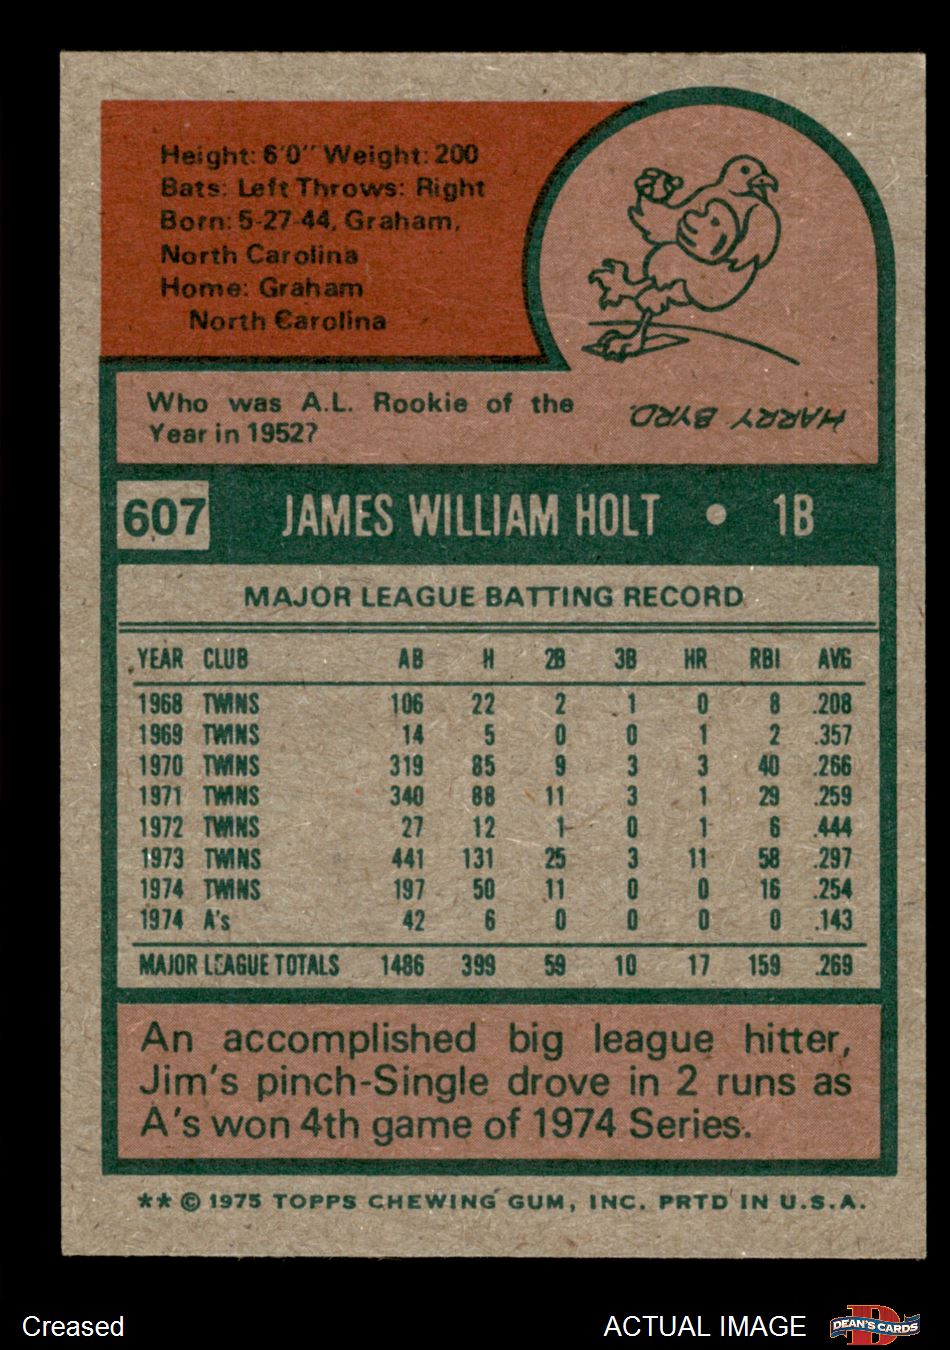 Height: 6'0" Weight: 200
Bats: Left Throws: Right
Born: 5-27-44, Graham,
North Carolina
Home: Graham
North Carolina
Who was A.L. Rookie of the
Year in 1952?
HARRY BYRD.
607 JAMES WILLIAM HOLT • 1B
MAJOR LEAGUE BATTING RECORD
YEAR CLUB AB H 2B 3B HR RBI AVG
1968 TWINS 106 22 2 1 0 8 .208
1969 TWINS 14 5 0 0 1 2 .357
1970 TWINS 319 85 9 3 3 40 .266
1971 TWINS 340 88 11 3 1 29 .259
1972 TWINS 27 12 1 0 1 6 .444
1973 TWINS 441 131 25 3 11 58 .297
1974 TWINS 197 50 11 0 0 16 .254
1974 A's 42 6 0 0 0 0 .143
MAJOR LEAGUE TOTALS 1486 399 59 10 17 159 .269
An accomplished big league hitter,
Jim's pinch-Single drove in 2 runs as
A's won 4th game of 1974 Series.
** © 1975 TOPPS CHEWING GUM, INC. PRTD IN U.S.A.
Creased
ACTUAL IMAGE
D
DEAN'S CARDS